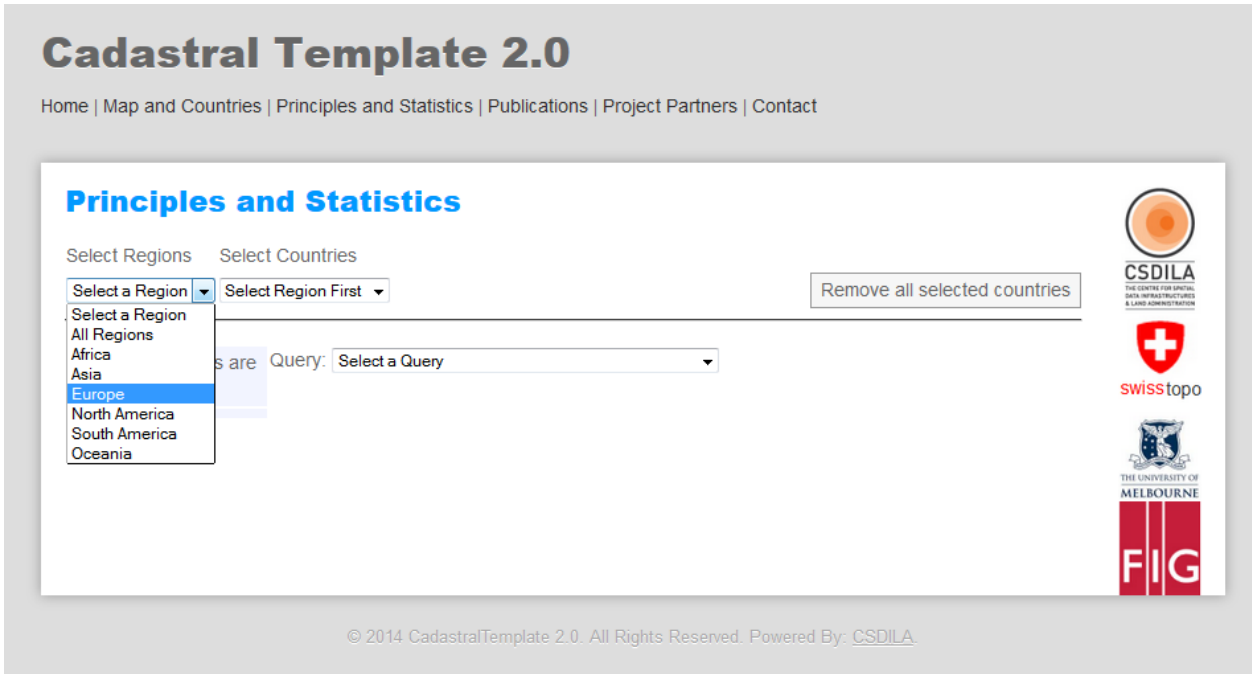 Cadastral Template 2.0
Home | Map and Countries | Principles and Statistics | Publications | Project Partners | Contact
Principles and Statistics
Select Regions Select Countries
Select a Region Select Region First Remove all selected countries
Select a Region
All Regions
Africa
Asia
Europe
North America
South America
Oceania
s are Query: Select a Query
CSDILA
THE CENTRE FOR SPATIAL
DATA INFRASTRUCTURES
& LAND ADMINISTRATION
swisstopo
THE UNIVERSITY OF
MELBOURNE
FIG
© 2014 CadastralTemplate 2.0. All Rights Reserved. Powered By: CSDILA.